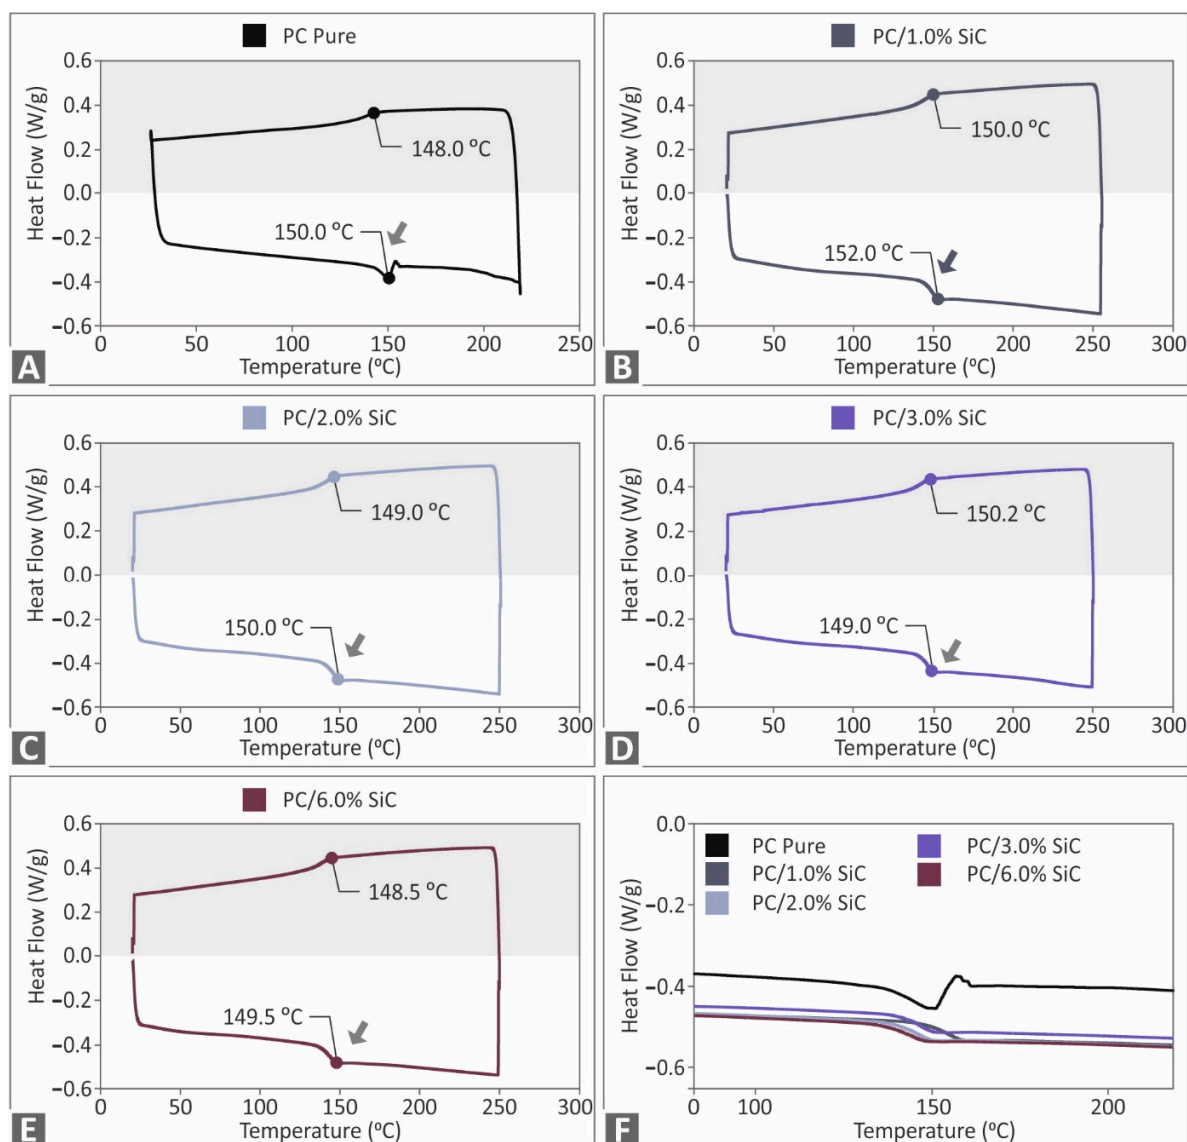 PC Pure
Heat Flow (W/g)
0.6
0.4
0.2
0.0
−0.2
−0.4
−0.6
148.0 ºC
150.0 ºC
0 50 100 150 200 250
Temperature (ºC)
A
PC/1.0% SiC
Heat Flow (W/g)
0.6
0.4
0.2
0.0
−0.2
−0.4
−0.6
150.0 ºC
152.0 ºC
0 50 100 150 200 250 300
Temperature (ºC)
B
PC/2.0% SiC
Heat Flow (W/g)
0.6
0.4
0.2
0.0
−0.2
−0.4
−0.6
149.0 ºC
150.0 ºC
0 50 100 150 200 250 300
Temperature (ºC)
C
PC/3.0% SiC
Heat Flow (W/g)
0.6
0.4
0.2
0.0
−0.2
−0.4
−0.6
150.2 ºC
149.0 ºC
0 50 100 150 200 250 300
Temperature (ºC)
D
PC/6.0% SiC
Heat Flow (W/g)
0.6
0.4
0.2
0.0
−0.2
−0.4
−0.6
148.5 ºC
149.5 ºC
0 50 100 150 200 250 300
Temperature (ºC)
E
Heat Flow (W/g)
0.0
−0.2
−0.4
−0.6
PC Pure
PC/1.0% SiC
PC/2.0% SiC
PC/3.0% SiC
PC/6.0% SiC
0 100 150 200
Temperature (ºC)
F